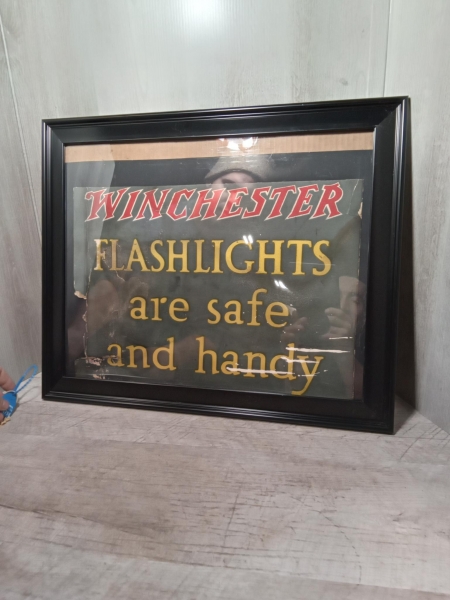 WINCHESTER
FLASHLIGHTS
are safe
and handy